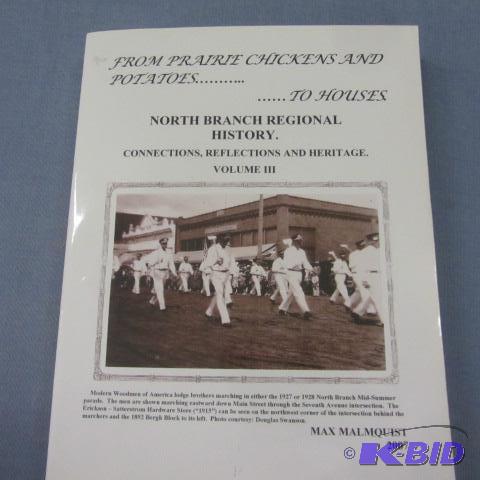 FROM PRAIRIE CHICKENS AND
POTATOES...........
......TO HOUSES.
NORTH BRANCH REGIONAL
HISTORY.
CONNECTIONS, REFLECTIONS AND HERITAGE.
VOLUME III
Modern Woodmen of America lodge brothers marching in either the 1927 or 1928 North Branch Mid-Summer
parade. The men are shown marching eastward down Main Street through the Seventh Avenue intersection. The
Erickson - Satterstrom Hardware Store ("1915") can be seen on the northwest corner of the intersection behind the
marchers and the 1892 Bergh Block to its left. Photo courtesy: Douglas Swanson.
MAX MALMQUIST
K-BID